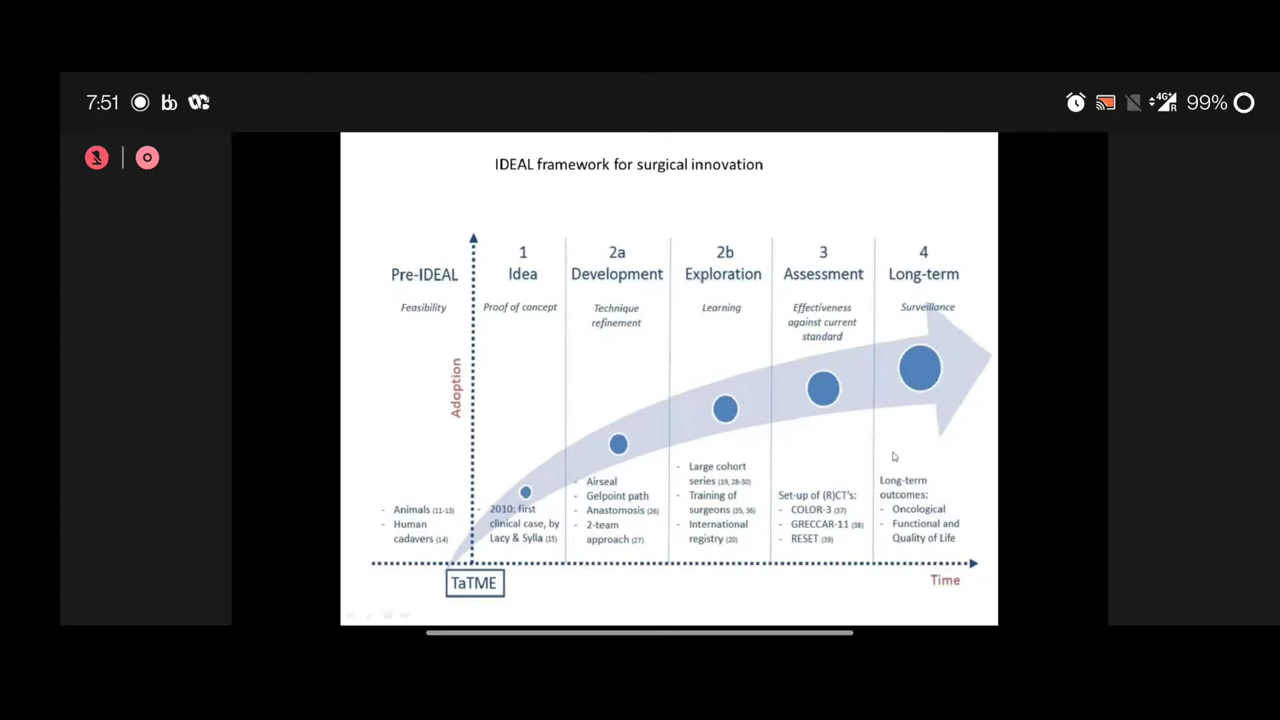 7:51
4G+
R
99%
IDEAL framework for surgical innovation
Pre-IDEAL
Feasibility
1
Idea
Proof of concept
2a
Development
Technique
refinement
2b
Exploration
Learning
3
Assessment
Effectiveness
against current
standard
4
Long-term
Surveillance
Adoption
- Animals (11-13)
- Human
cadavers (14)
- 2010: first
clinical case, by
Lacy & Sylla (15)
- Airseal
- Gelpoint path
- Anastomosis (26)
- 2-team
approach (27)
- Large cohort
series (19, 28-30)
- Training of
surgeons (35, 36)
- International
registry (20)
Set-up of (R)CT's:
- COLOR-3 (37)
- GRECCAR-11 (38)
- RESET (39)
Long-term
outcomes:
- Oncological
- Functional and
Quality of Life
TaTME
Time